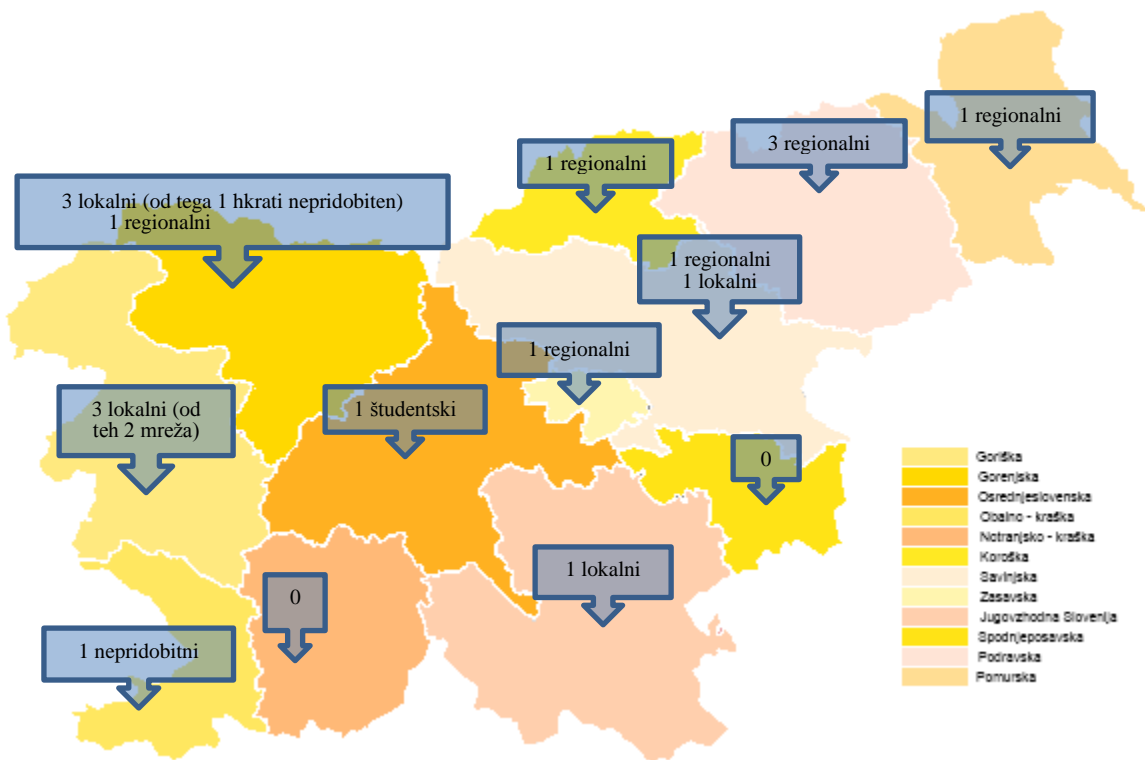 1 regionalni
3 regionalni
1 regionalni
3 lokalni (od tega 1 hkrati nepridobiten)
1 regionalni
1 regionalni
1 lokalni
1 regionalni
3 lokalni (od
teh 2 mreža)
1 študentski
0
1 lokalni
0
1 nepridobitni
Goriška
Gorenjska
Osrednjeslovenska
Obalno - kraška
Notranjsko - kraška
Koroška
Savinjska
Zasavska
Jugovzhodna Slovenija
Spodnjeposavska
Podravska
Pomurska